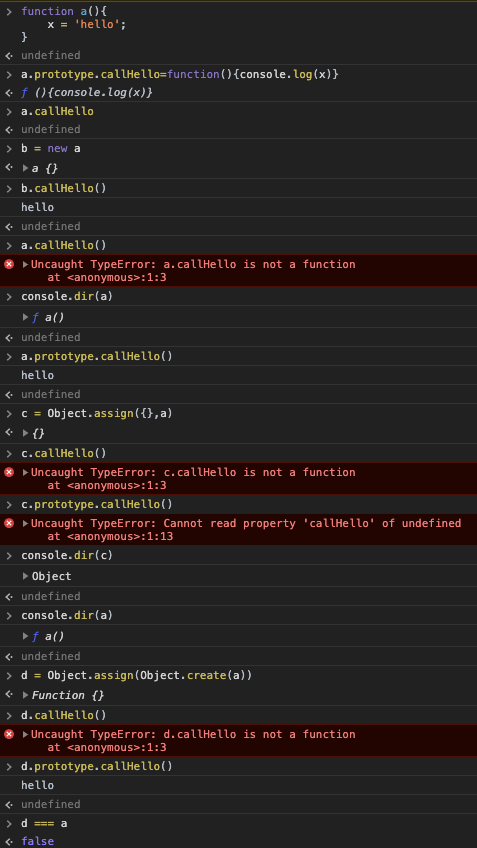 function a(){
x = 'hello';
}
undefined
a.prototype.callHello=function(){console.log(x)}
ƒ (){console.log(x)}
a.callHello
undefined
b = new a
a {}
b.callHello()
hello
undefined
a.callHello()
Uncaught TypeError: a.callHello is not a function
at <anonymous>:1:3
console.dir(a)
ƒ a()
undefined
a.prototype.callHello()
hello
undefined
c = Object.assign({},a)
{}
c.callHello()
Uncaught TypeError: c.callHello is not a function
at <anonymous>:1:3
c.prototype.callHello()
Uncaught TypeError: Cannot read property 'callHello' of undefined
at <anonymous>:1:13
console.dir(c)
Object
undefined
console.dir(a)
ƒ a()
undefined
d = Object.assign(Object.create(a))
Function {}
d.callHello()
Uncaught TypeError: d.callHello is not a function
at <anonymous>:1:3
d.prototype.callHello()
hello
undefined
d === a
false